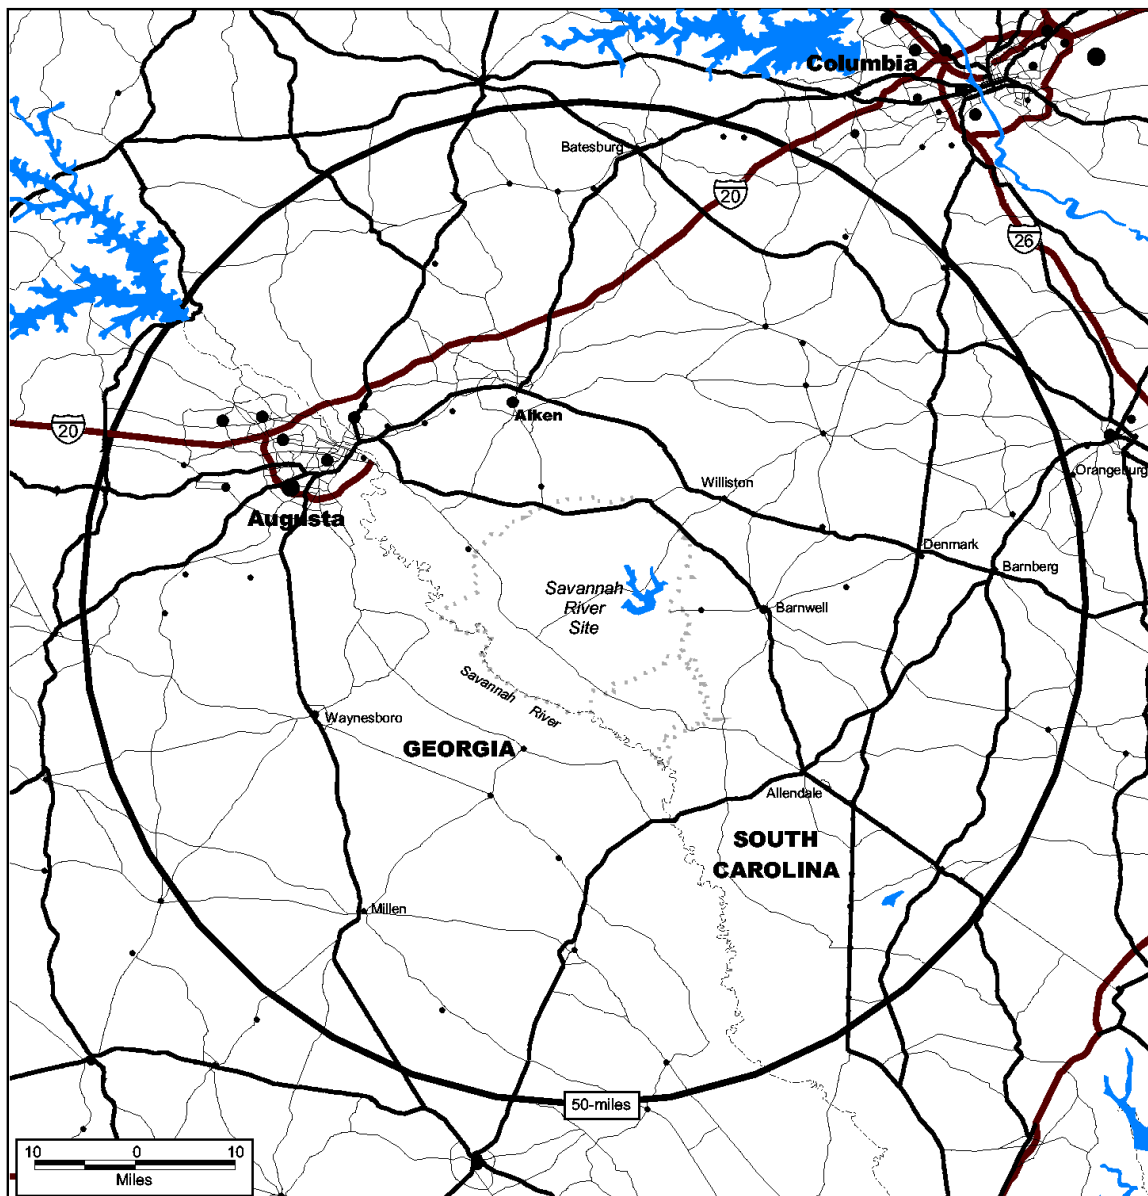 Columbia
Batesburg
20
26
20
Aiken
Orangeburg
Williston
Augusta
Denmark
Barnberg
Savannah
River
Site
Barnwell
Savannah River
Waynesboro
GEORGIA
Allendale
SOUTH
CAROLINA
Millen
50-miles
10 0 10
Miles